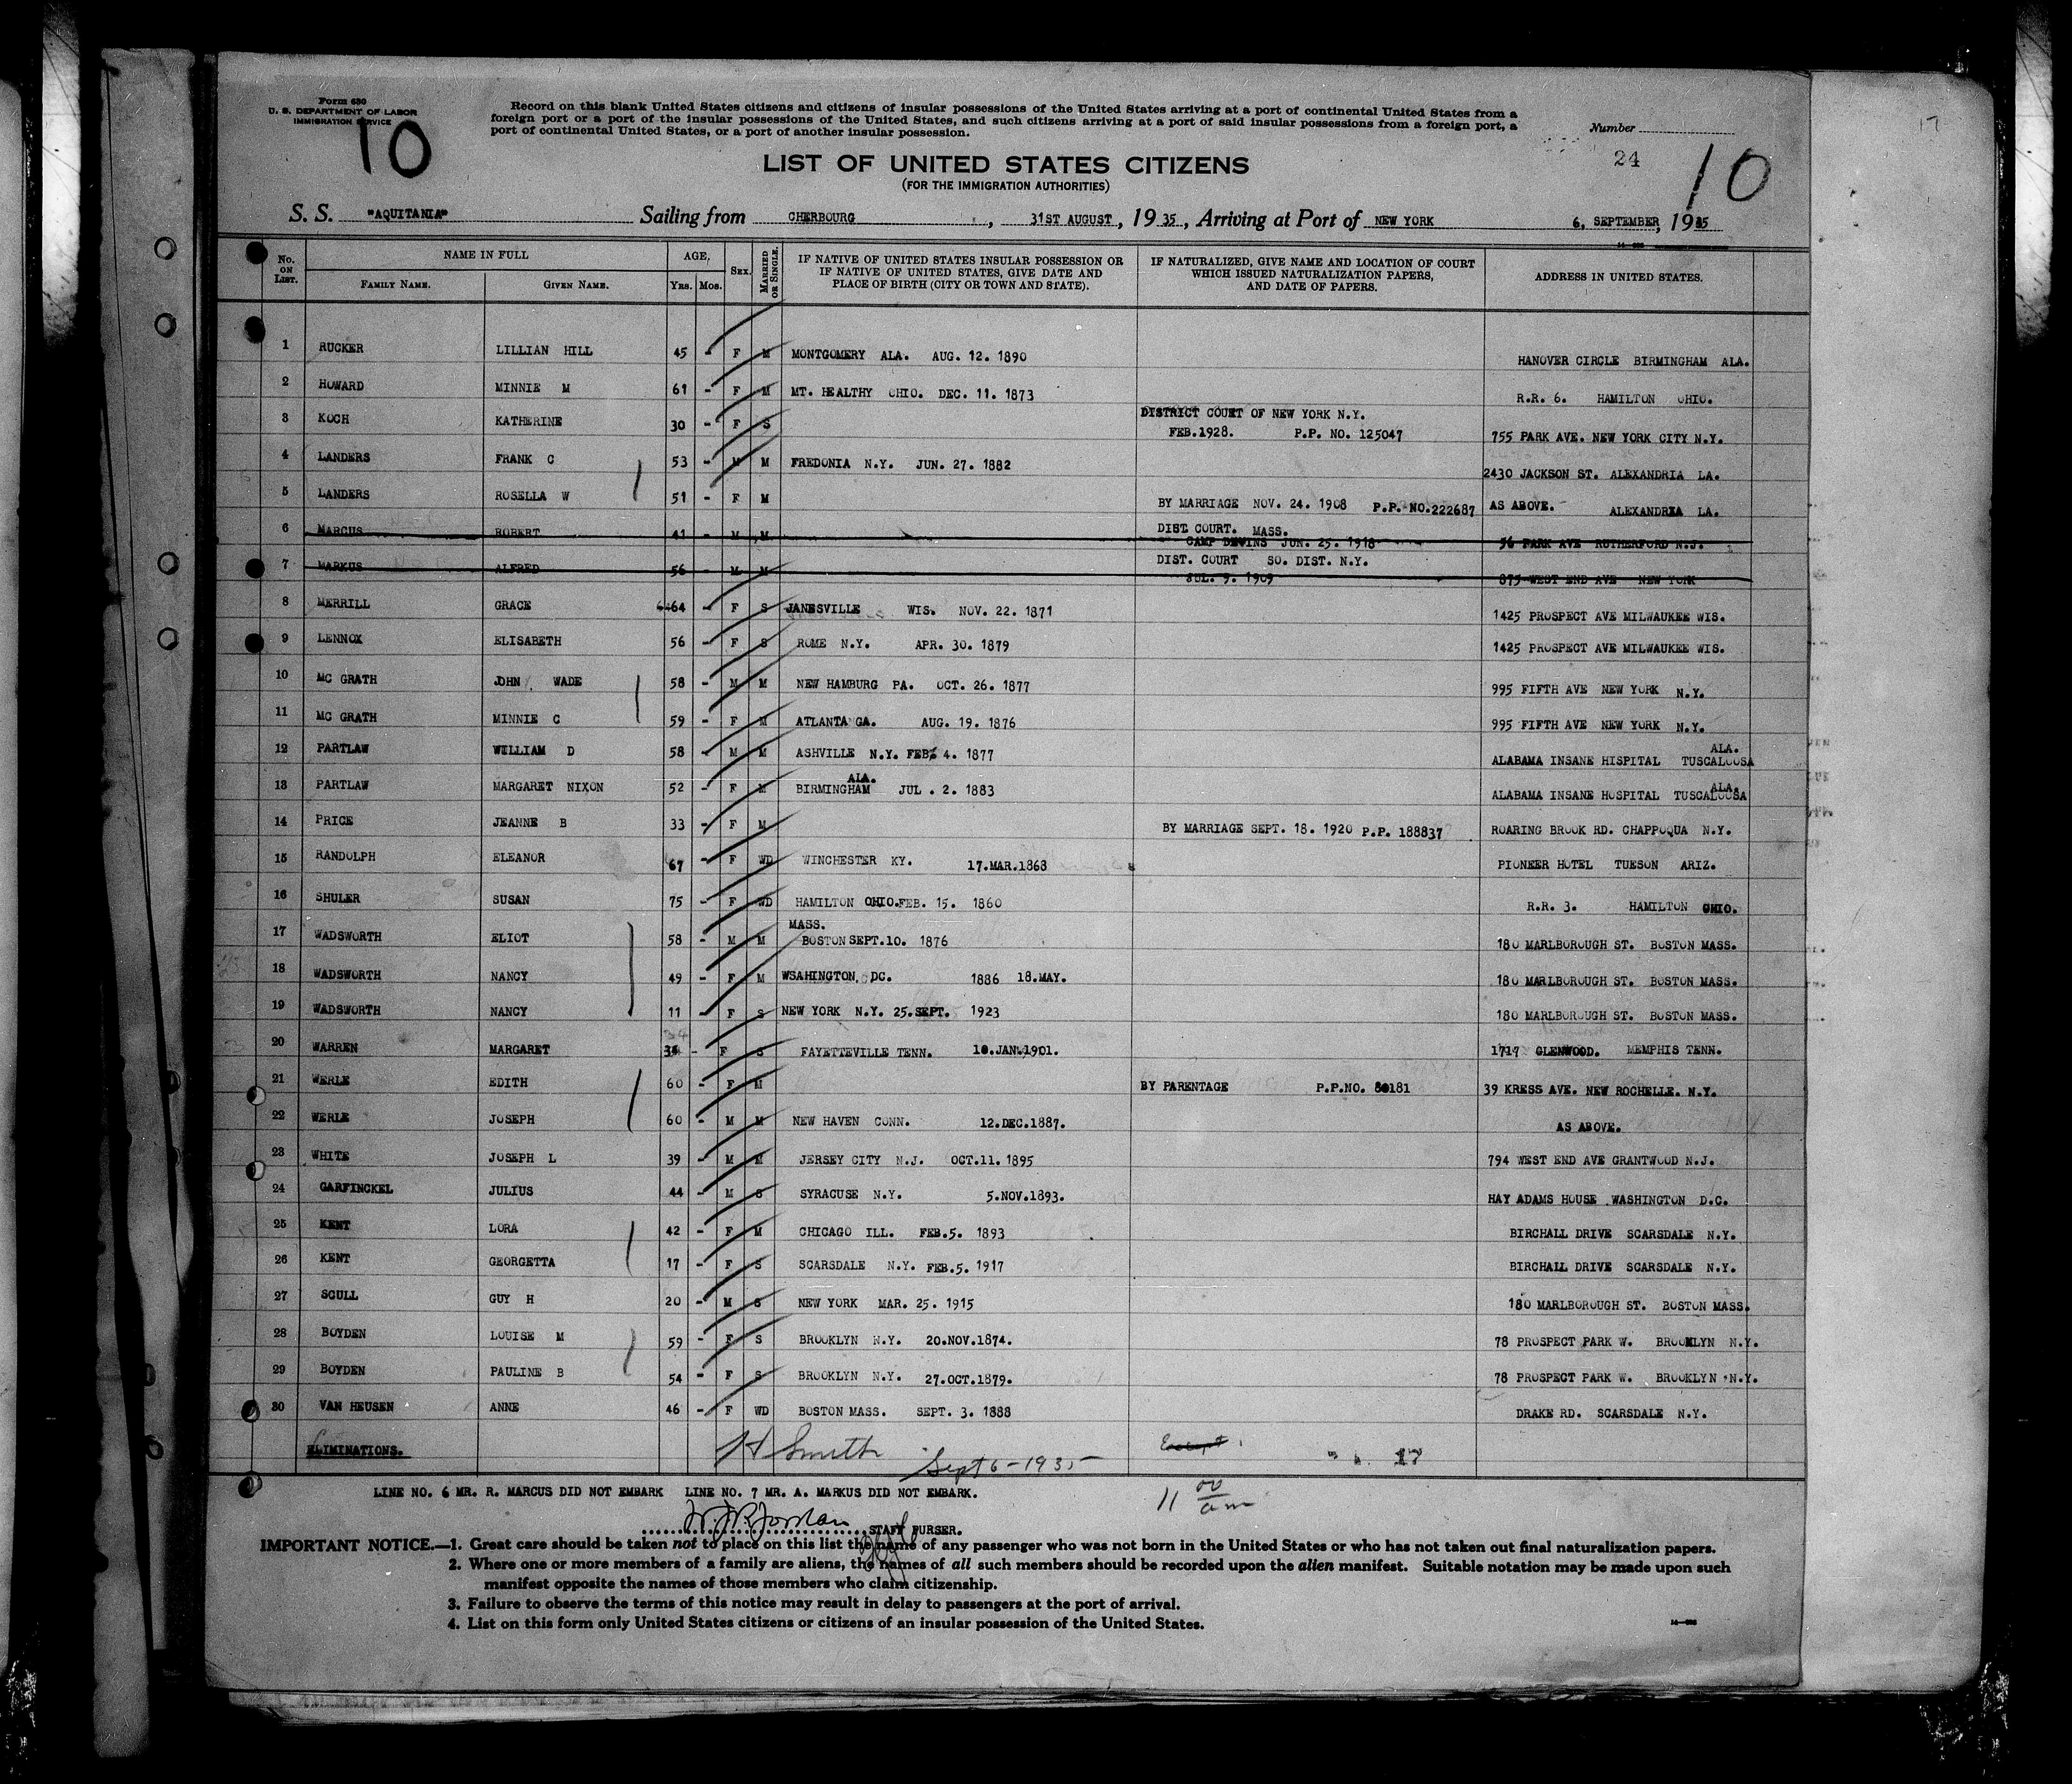 Form 630
U. S. DEPARTMENT OF LABOR
IMMIGRATION SERVICE
10
Record on this blank United States citizens and citizens of insular possessions of the United States arriving at a port of continental United States from a
foreign port or a port of the insular possessions of the United States, and such citizens arriving at a port of said insular possessions from a foreign port, a
port of continental United States, or a port of another insular possession.
Number
24
10
17
LIST OF UNITED STATES CITIZENS
(FOR THE IMMIGRATION AUTHORITIES)
S. S. "AQUITANIA" Sailing from CHERBOURG, 31ST AUGUST, 1935, Arriving at Port of NEW YORK 6, SEPTEMBER, 1935
No. ON LIST. NAME IN FULL FAMILY NAME. GIVEN NAME. AGE, YRS. MOS. SEX. MARRIED OR SINGLE. IF NATIVE OF UNITED STATES INSULAR POSSESSION OR IF NATIVE OF UNITED STATES, GIVE DATE AND PLACE OF BIRTH (CITY OR TOWN AND STATE). IF NATURALIZED, GIVE NAME AND LOCATION OF COURT WHICH ISSUED NATURALIZATION PAPERS, AND DATE OF PAPERS. ADDRESS IN UNITED STATES.
1 RUCKER LILLIAN HILL 45 - F M MONTGOMERY ALA. AUG. 12. 1890 HANOVER CIRCLE BIRMINGHAM ALA.
2 HOWARD MINNIE M 61 - F M MT. HEALTHY OHIO. DEC. 11. 1873 R.R. 6. HAMILTON OHIO.
3 KOCH KATHERINE 30 - F S DISTRICT COURT OF NEW YORK N.Y. FEB.1928. P.P. NO. 125047 755 PARK AVE. NEW YORK CITY N.Y.
4 LANDERS FRANK C 53 - M M FREDONIA N.Y. JUN. 27. 1882 2430 JACKSON ST. ALEXANDRIA LA.
5 LANDERS ROSELLA W 51 - F M BY MARRIAGE NOV. 24. 1908 P.P. NO.222687 AS ABOVE. ALEXANDRIA LA.
6 MARCUS ROBERT 41 - M M DIST. COURT. MASS. CAMP DEVINS JUN. 25. 1918 56 PARK AVE RUTHERFORD N.J.
7 MARKUS ALFRED 56 - M M DIST. COURT SO. DIST. N.Y. JUL. 9. 1909 875 WEST END AVE NEW YORK
8 MERRILL GRACE 64 - F S JANESVILLE WIS. NOV. 22. 1871 1425 PROSPECT AVE MILWAUKEE WIS.
9 LENNOX ELISABETH 56 - F S ROME N.Y. APR. 30. 1879 1425 PROSPECT AVE MILWAUKEE WIS.
10 MC GRATH JOHN WADE 58 - M M NEW HAMBURG PA. OCT. 26. 1877 995 FIFTH AVE NEW YORK N.Y.
11 MC GRATH MINNIE C 59 - F M ATLANTA GA. AUG. 19. 1876 995 FIFTH AVE NEW YORK N.Y.
12 PARTLAW WILLIAM D 58 - M M ASHVILLE N.Y. FEB. 4. 1877 ALABAMA INSANE HISPITAL TUSCALOOSA ALA.
13 PARTLAW MARGARET NIXON 52 - F M BIRMINGHAM ALA. JUL . 2. 1883 ALABAMA INSANE HOSPITAL TUSCALOOSA ALA.
14 PRICE JEANNE B 33 - F M BY MARRIAGE SEPT. 18. 1920 P.P. 188837 ROARING BROOK RD. CHAPPOQUA N.Y.
15 RANDOLPH ELEANOR 67 - F WD WINCHESTER KY. 17.MAR.1868 PIONEER HOTEL TUESON ARIZ.
16 SHULER SUSAN 75 - F WD HAMILTON OHIO.FEB. 15. 1860 R.R. 3. HAMILTON OHIO.
17 WADSWORTH ELIOT 58 - M M MASS. BOSTON SEPT.10. 1876 180 MARLBOROUGH ST. BOSTON MASS.
18 WADSWORTH NANCY 49 - F M WSAHINGTON, DC. 1886 18.MAY. 180 MARLBOROUGH ST. BOSTON MASS.
19 WADSWORTH NANCY 11 - F S NEW YORK N.Y. 25.SEPT. 1923 180 MARLBOROUGH ST. BOSTON MASS.
20 WARREN MARGARET 34 - F S FAYETTEVILLE TENN. 10.JAN.1901. 1717 GLENWOOD. MEMPHIS TENN.
21 WERLE EDITH 60 - F M BY PARENTAGE P.P.NO. 80181 39 KRESS AVE. NEW ROCHELLE. N.Y.
22 WERLE JOSEPH 60 - M M NEW HAVEN CONN. 12.DEC.1887. AS ABOVE.
23 WHITE JOSEPH L 39 - M M JERSEY CITY N.J. OCT.11. 1895 794 WEST END AVE GRANTWOOD N.J.
24 GARFINCKEL JULIUS 44 - M S SYRACUSE N.Y. 5.NOV.1893. HAY ADAMS HOUSE WASHINGTON D.C.
25 KENT LORA 42 - F M CHICAGO ILL. FEB.5. 1893 BIRCHALL DRIVE SCARSDALE N.Y.
26 KENT GEORGETTA 17 - F S SCARSDALE N.Y. FEB.5. 1917 BIRCHALL DRIVE SCARSDALE N.Y.
27 SCULL GUY H 20 - M S NEW YORK MAR. 25. 1915 180 MARLBOROUGH ST. BOSTON MASS.
28 BOYDEN LOUISE M 59 - F S BROOKLYN N.Y. 20.NOV.1874. 78 PROSPECT PARK W. BROOKLYN N.Y.
29 BOYDEN PAULINE B 54 - F S BROOKLYN N.Y. 27.OCT.1879. 78 PROSPECT PARK W. BROOKLYN N.Y.
30 VAN HEUSEN ANNE 46 - F WD BOSTON MASS. SEPT. 3. 1888 DRAKE RD. SCARSDALE N.Y.
ELIMINATIONS. H Smith Sept 6-1935 17
LINE NO. 6 MR. R. MARCUS DID NOT EMBARK LINE NO. 7 MR. A. MARKUS DID NOT EMBARK.
11 00 am
Jordan STAFF PURSER.
IMPORTANT NOTICE.—1. Great care should be taken not to place on this list the name of any passenger who was not born in the United States or who has not taken out final naturalization papers.
2. Where one or more members of a family are aliens, the names of all such members should be recorded upon the alien manifest. Suitable notation may be made upon such
manifest opposite the names of those members who claim citizenship.
3. Failure to observe the terms of this notice may result in delay to passengers at the port of arrival.
4. List on this form only United States citizens or citizens of an insular possession of the United States.